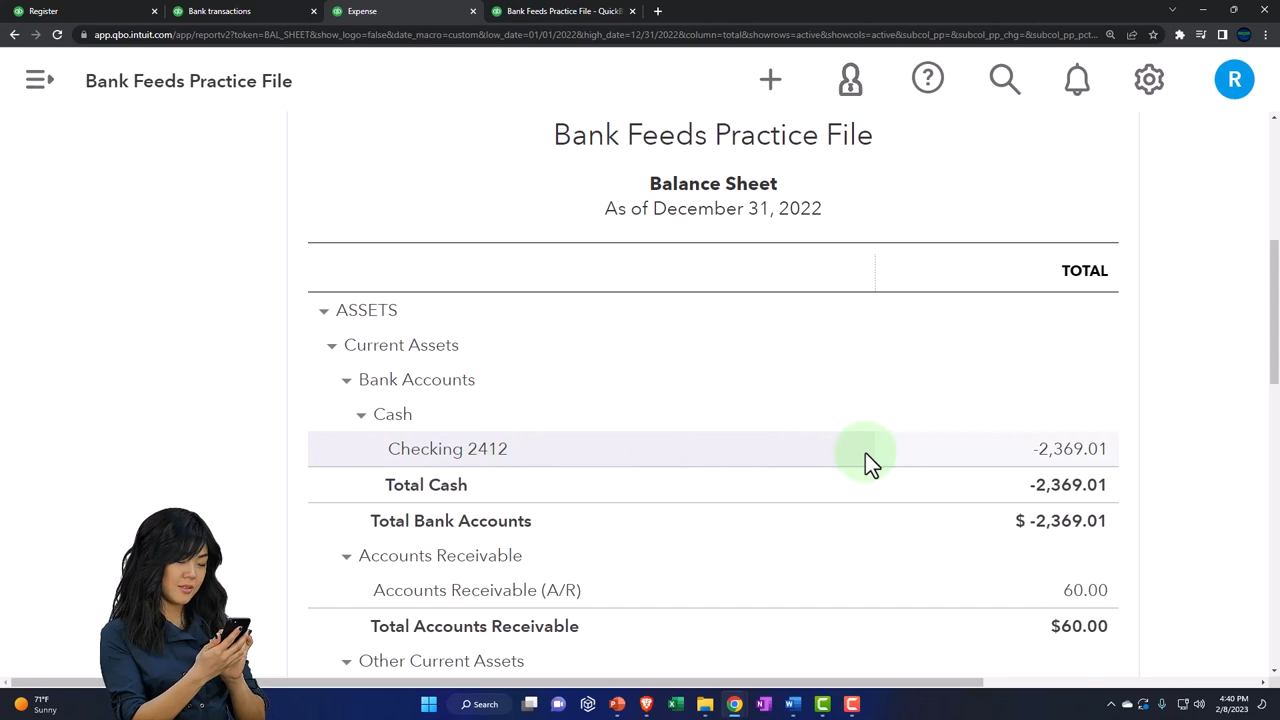 Register
Bank transactions
Expense
Bank Feeds Practice File - QuickB
app.qbo.intuit.com/app/reportv2?token=BAL_SHEET&show_logo=false&date_macro=custom&low_date=01/01/2022&high_date=12/31/2022&column=total&showrows=active&showcols=active&subcol_pp=&subcol_pp_chg=&subcol_pp_pct...
Bank Feeds Practice File
R
Bank Feeds Practice File
Balance Sheet
As of December 31, 2022
TOTAL
ASSETS
Current Assets
Bank Accounts
Cash
Checking 2412 -2,369.01
Total Cash -2,369.01
Total Bank Accounts $ -2,369.01
Accounts Receivable
Accounts Receivable (A/R) 60.00
Total Accounts Receivable $60.00
Other Current Assets
71°F
Sunny
Search
4:40 PM
2/8/2023